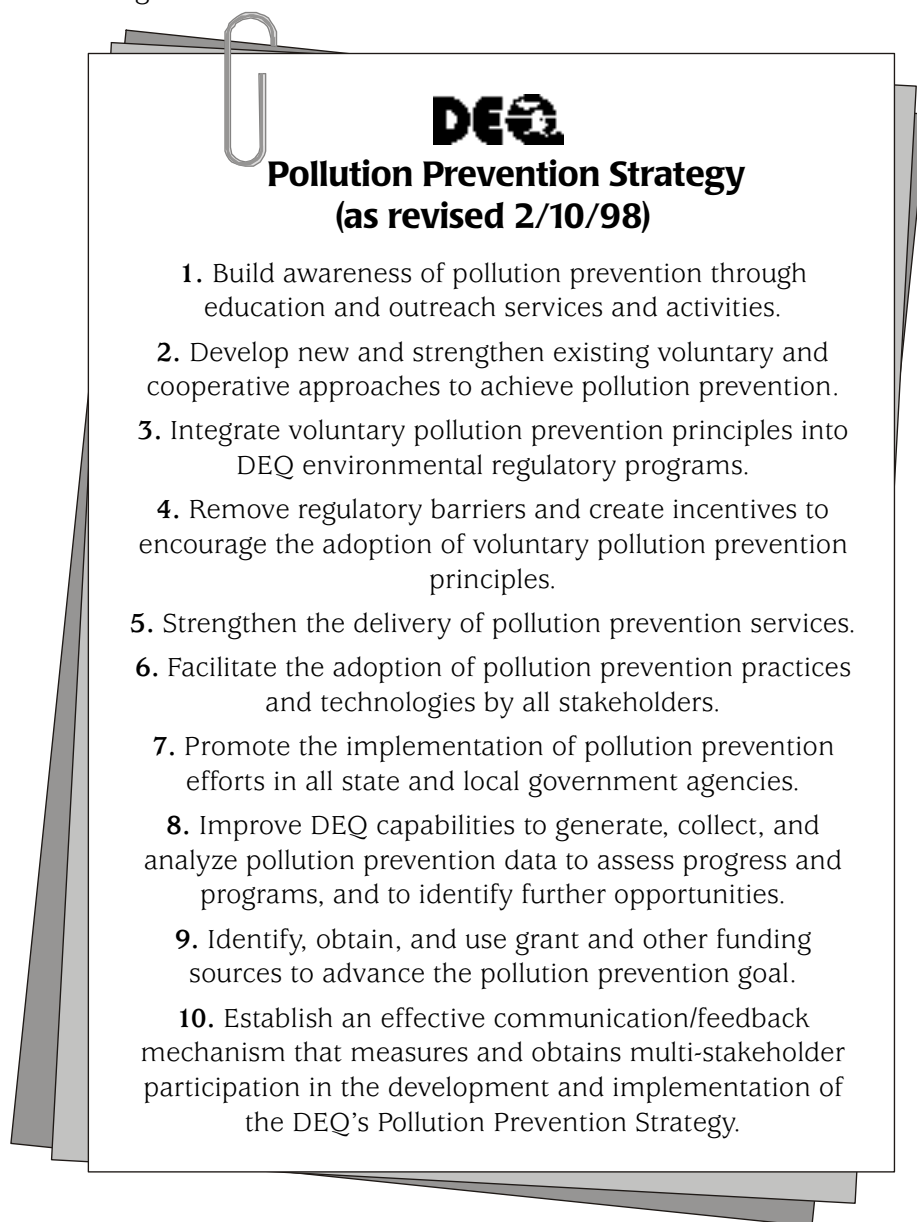 DEQ
Pollution Prevention Strategy
(as revised 2/10/98)
1. Build awareness of pollution prevention through
education and outreach services and activities.
2. Develop new and strengthen existing voluntary and
cooperative approaches to achieve pollution prevention.
3. Integrate voluntary pollution prevention principles into
DEQ environmental regulatory programs.
4. Remove regulatory barriers and create incentives to
encourage the adoption of voluntary pollution prevention
principles.
5. Strengthen the delivery of pollution prevention services.
6. Facilitate the adoption of pollution prevention practices
and technologies by all stakeholders.
7. Promote the implementation of pollution prevention
efforts in all state and local government agencies.
8. Improve DEQ capabilities to generate, collect, and
analyze pollution prevention data to assess progress and
programs, and to identify further opportunities.
9. Identify, obtain, and use grant and other funding
sources to advance the pollution prevention goal.
10. Establish an effective communication/feedback
mechanism that measures and obtains multi-stakeholder
participation in the development and implementation of
the DEQ’s Pollution Prevention Strategy.